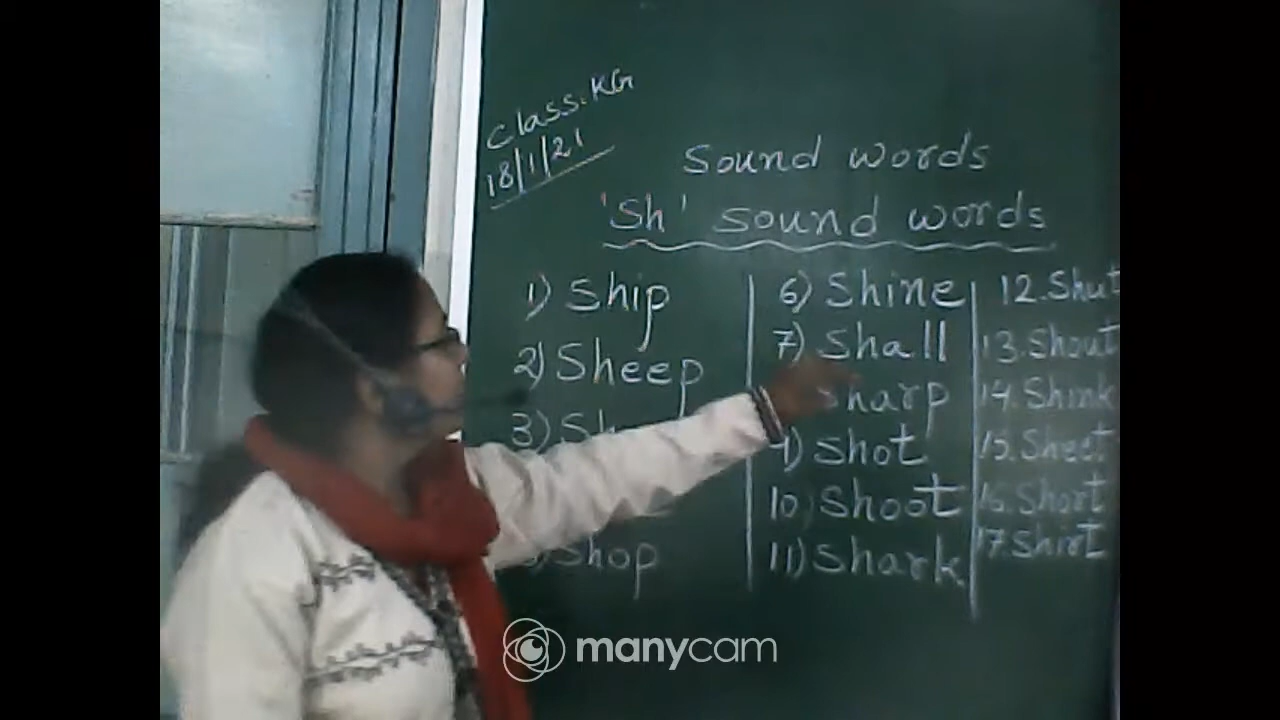 Class: KG
18/1/21
Sound words
'Sh' sound words
1) Ship
2) Sheep
3)
Shop
6) Shine
7) Shall
Sharp
9) Shot
10) Shoot
11) Shark
12. Shut
13. Shout
14. Shink
15. Sheet
16. Short
17. Shirt
manycam